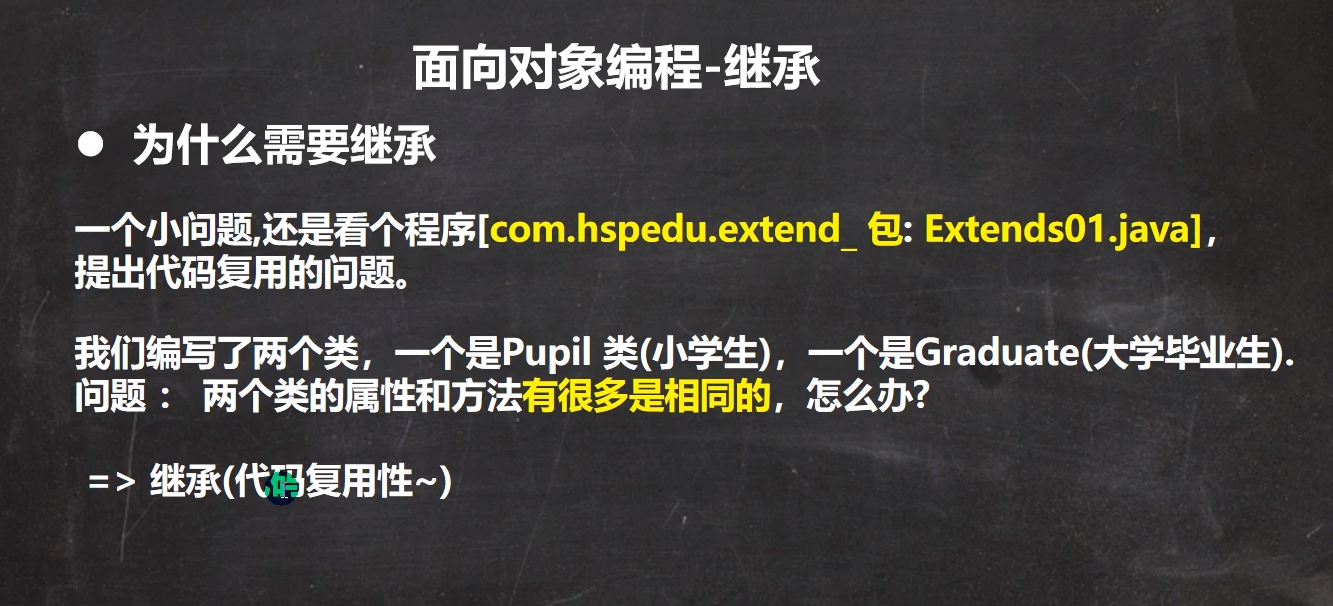 面向对象编程-继承
● 为什么需要继承
一个小问题,还是看个程序[com.hspedu.extend_ 包: Extends01.java]，
提出代码复用的问题。
我们编写了两个类，一个是Pupil 类(小学生)，一个是Graduate(大学毕业生).
问题： 两个类的属性和方法有很多是相同的，怎么办?
=> 继承(代码复用性~)